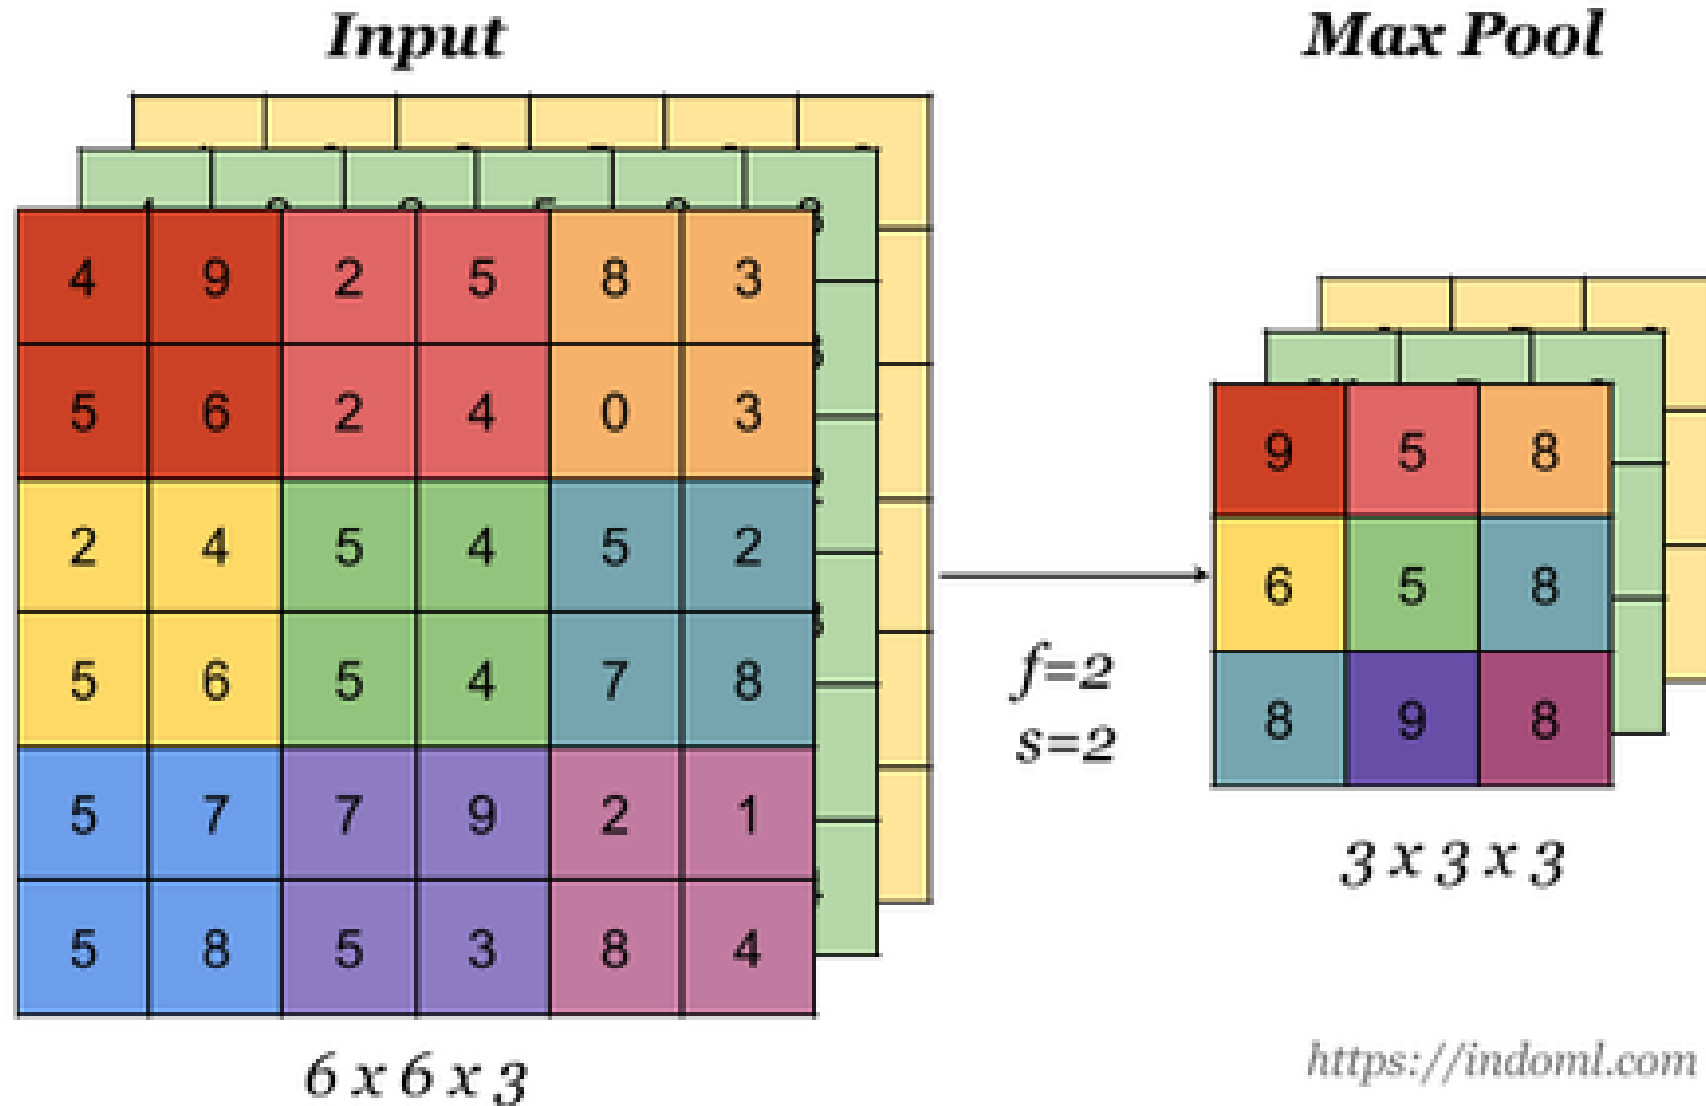 Input
Max Pool
4 9 2 5 8 3
5 6 2 4 0 3
2 4 5 4 5 2
5 6 5 4 7 8
5 7 7 9 2 1
5 8 5 3 8 4
6 x 6 x 3
f=2
s=2
9 5 8
6 5 8
8 9 8
3 x 3 x 3
https://indoml.com